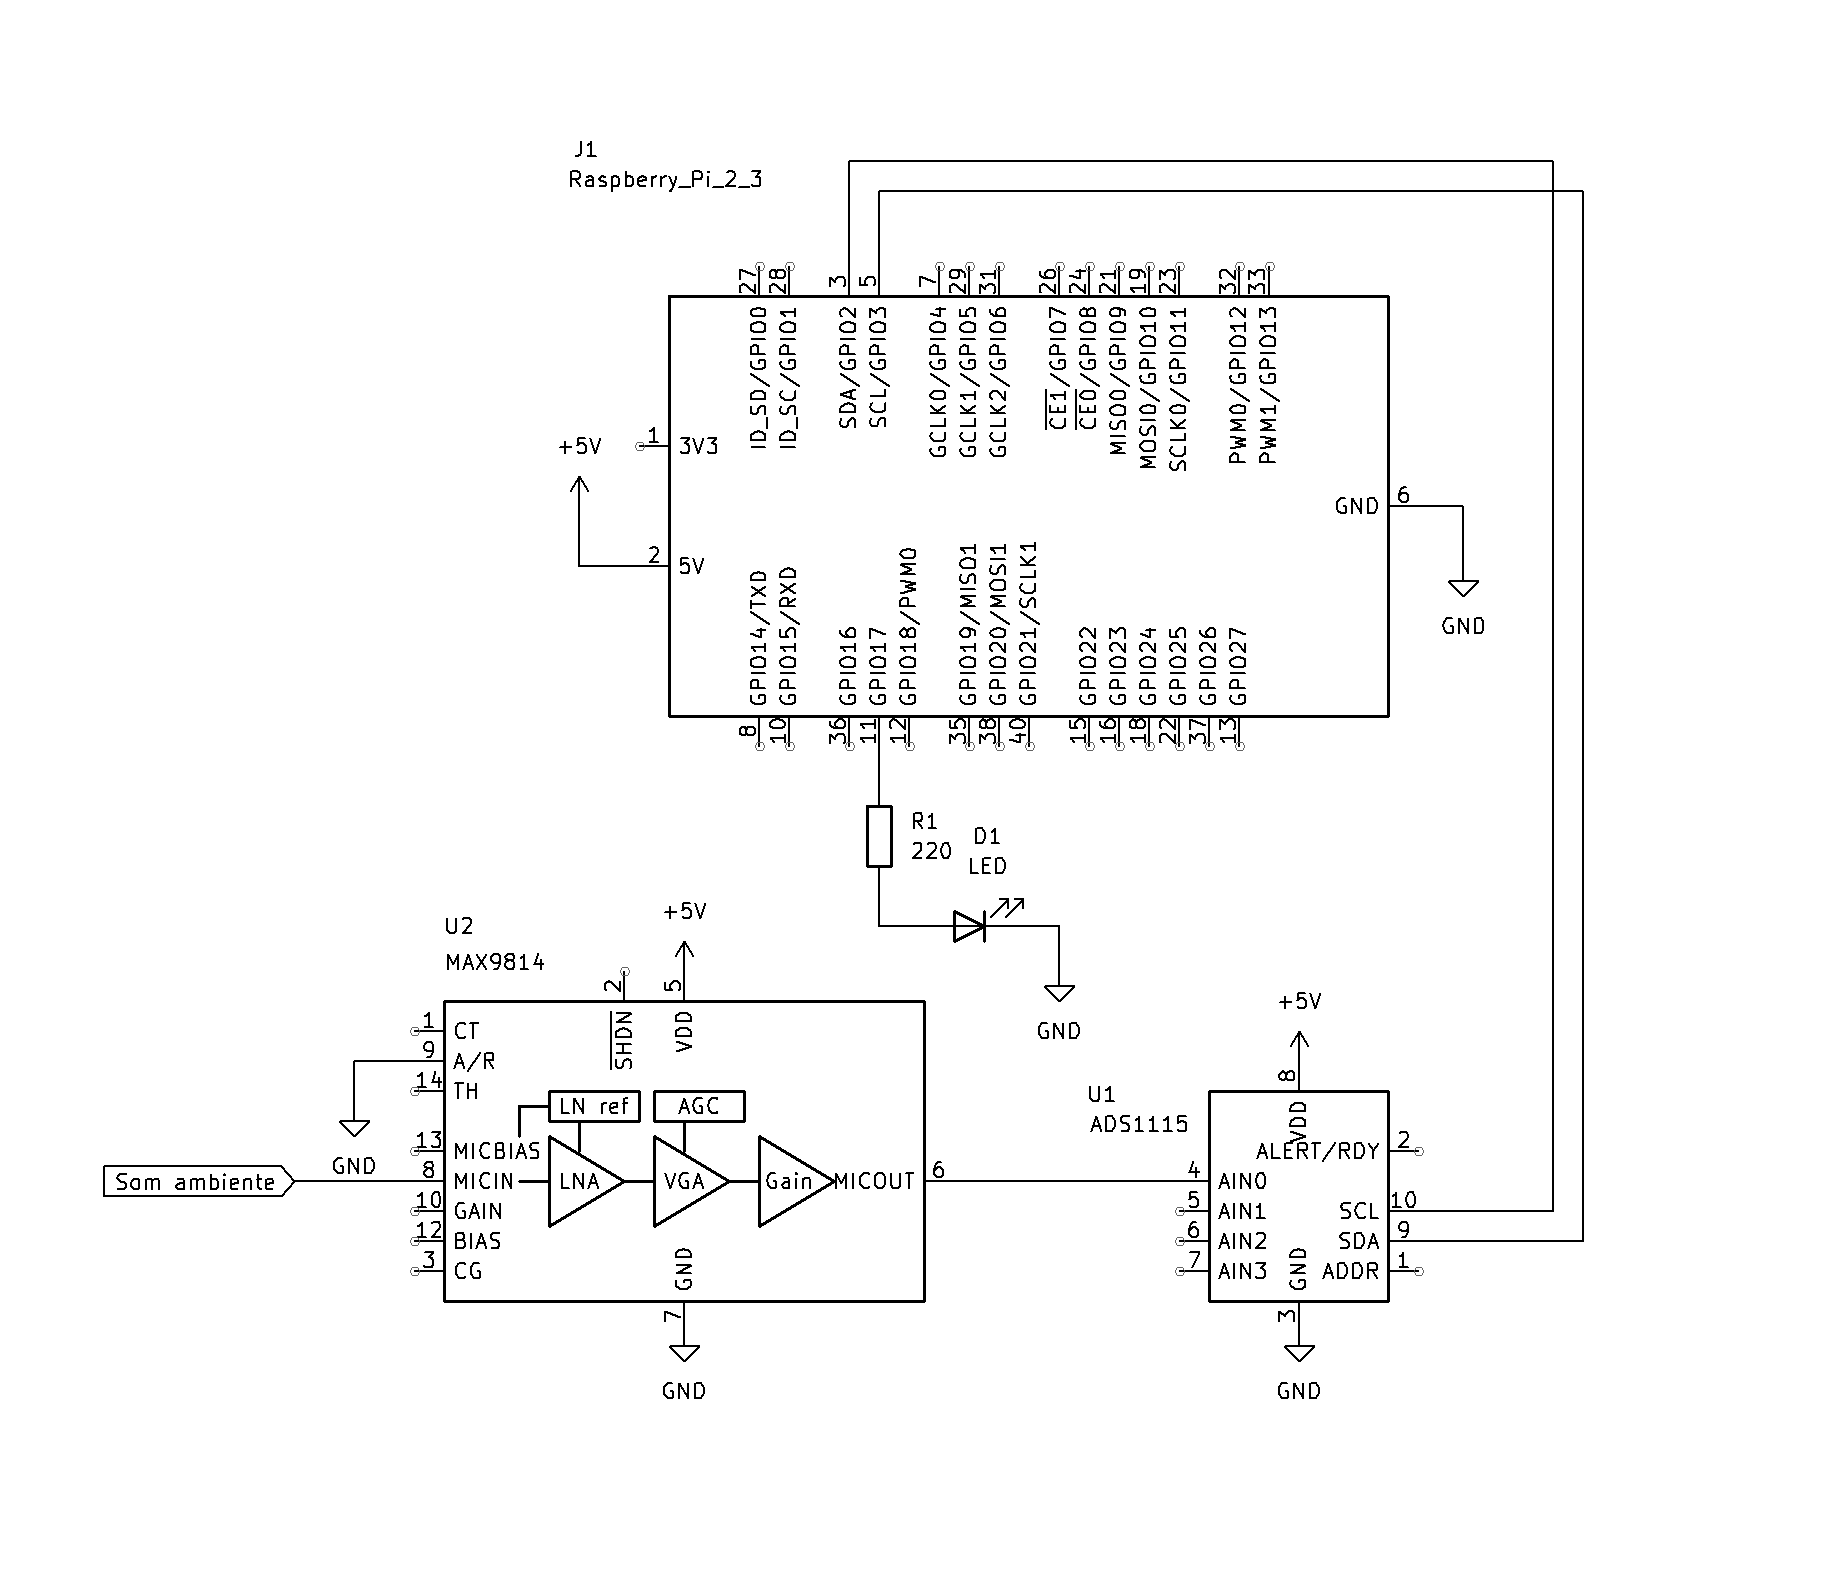 J1
Raspberry_Pi_2_3
27
28
3
5
7
29
31
26
24
21
19
23
32
33
ID_SD/GPIO0
ID_SC/GPIO1
SDA/GPIO2
SCL/GPIO3
GCLK0/GPIO4
GCLK1/GPIO5
GCLK2/GPIO6
CE1/GPIO7
CE0/GPIO8
MISO0/GPIO9
MOSI0/GPIO10
SCLK0/GPIO11
PWM0/GPIO12
PWM1/GPIO13
+5V
1
3V3
6
GND
GND
2
5V
GPIO14/TXD
GPIO15/RXD
GPIO16
GPIO17
GPIO18/PWM0
GPIO19/MISO1
GPIO20/MOSI1
GPIO21/SCLK1
GPIO22
GPIO23
GPIO24
GPIO25
GPIO26
GPIO27
8
10
36
11
12
35
38
40
15
16
18
22
37
13
R1
220
D1
LED
GND
U2
MAX9814
+5V
2
5
SHDN
VDD
1
CT
9
A/R
14
TH
GND
13
MICBIAS
8
MICIN
10
GAIN
12
BIAS
3
CG
Som ambiente
LN ref
AGC
LNA
VGA
Gain
MICOUT
6
GND
7
GND
U1
ADS1115
+5V
8
VDD
ALERT/RDY
2
4
AIN0
5
AIN1
6
AIN2
7
AIN3
SCL
10
SDA
9
ADDR
1
GND
3
GND